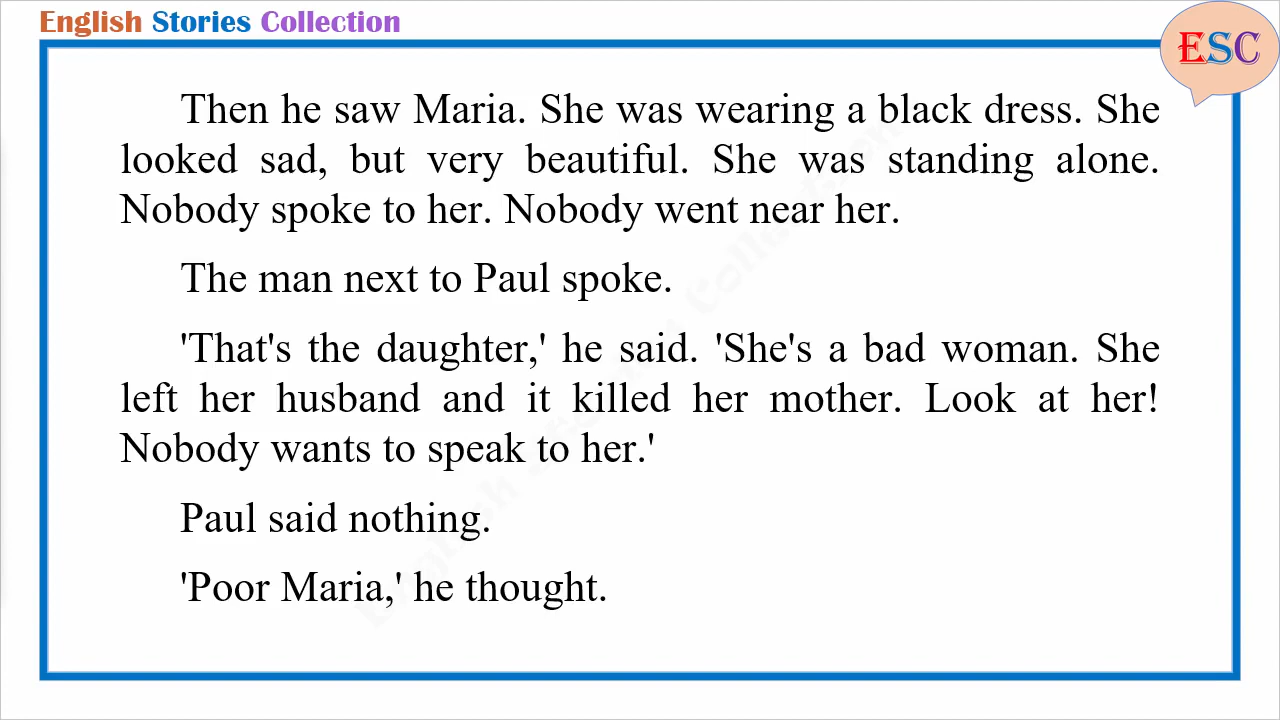 English Stories Collection
ESC
Then he saw Maria. She was wearing a black dress. She
looked sad, but very beautiful. She was standing alone.
Nobody spoke to her. Nobody went near her.
The man next to Paul spoke.
'That's the daughter,' he said. 'She's a bad woman. She
left her husband and it killed her mother. Look at her!
Nobody wants to speak to her.'
Paul said nothing.
'Poor Maria,' he thought.
English Stories Collection